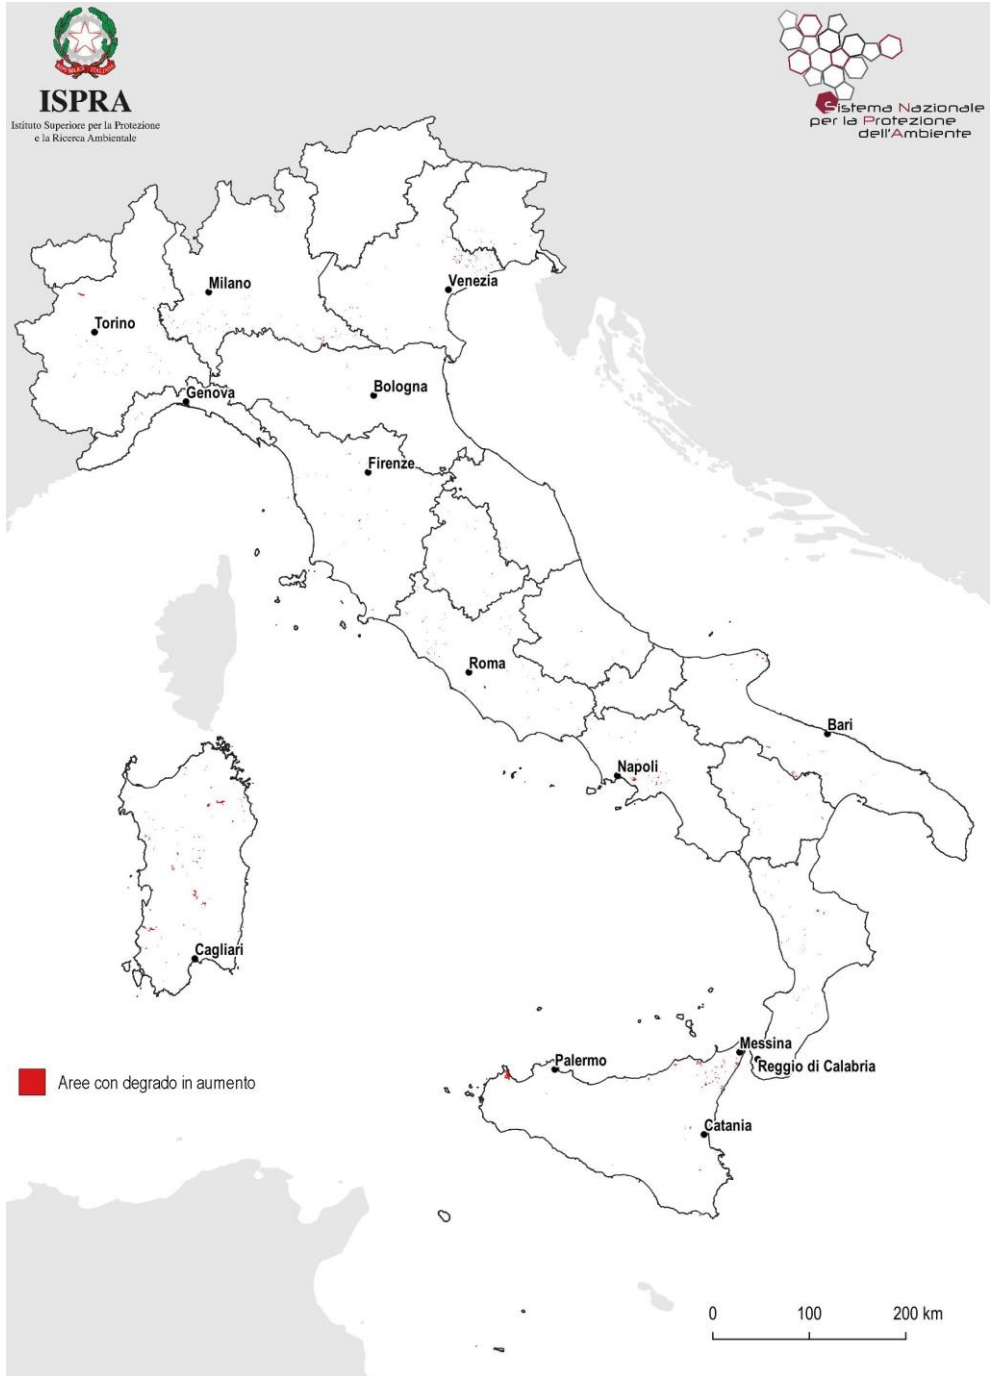 ISPRA
Istituto Superiore per la Protezione
e la Ricerca Ambientale
Sistema Nazionale
per la Protezione
dell'Ambiente
Milano
Venezia
Torino
Bologna
Genova
Firenze
Roma
Bari
Napoli
Cagliari
Messina
Palermo
Reggio di Calabria
Aree con degrado in aumento
Catania
0 100 200 km